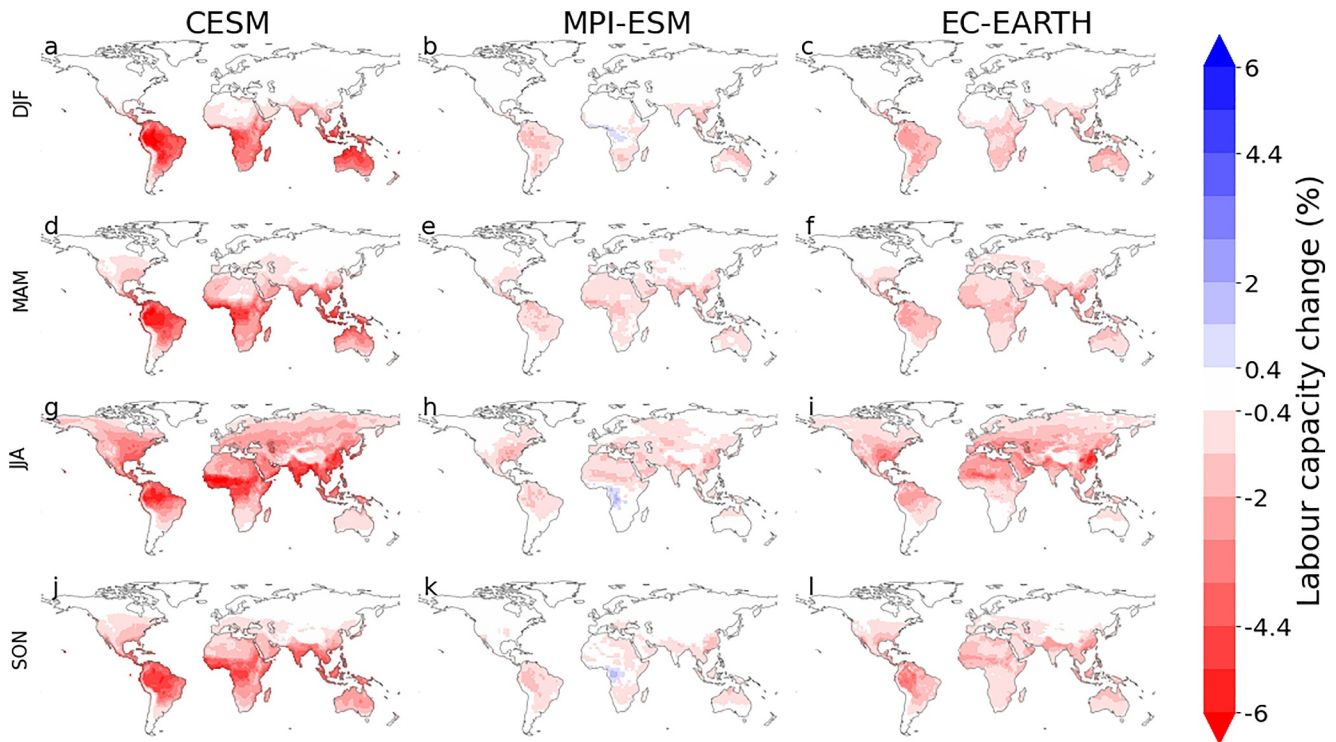 CESM MPI-ESM EC-EARTH
a b c
DJF
d e f
MAM
g h i
JJA
j k l
SON
6
4.4
2
0.4
-0.4
-2
-4.4
-6
Labour capacity change (%)